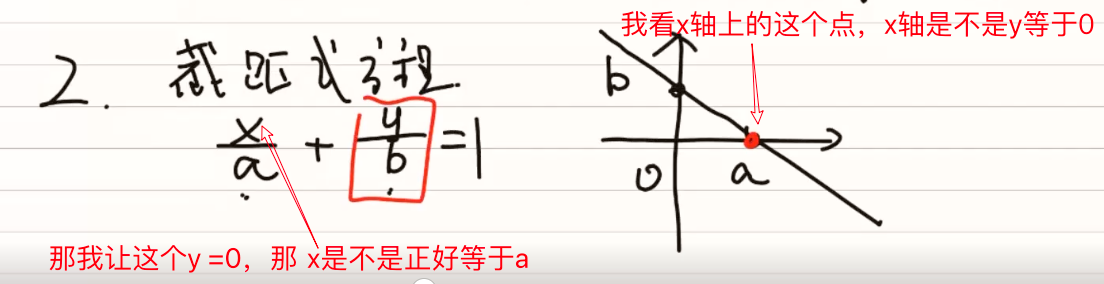 我看x轴上的这个点，x轴是不是y等于0
2. 截距式方程
x/a + y/b = 1
b
0 a
那我让这个y =0，那 x是不是正好等于a